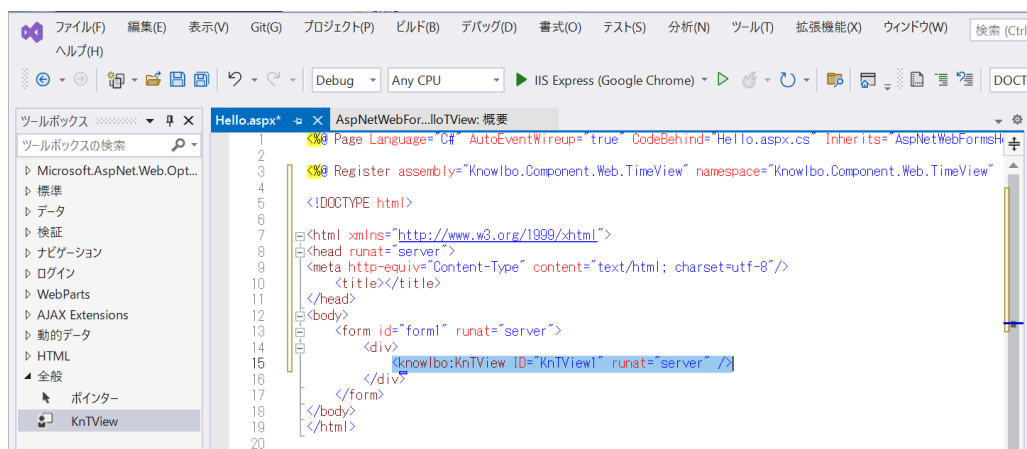 ファイル(F) 編集(E) 表示(V) Git(G) プロジェクト(P) ビルド(B) デバッグ(D) 書式(O) テスト(S) 分析(N) ツール(T) 拡張機能(X) ウィンドウ(W) 検索 (Ctrl
ヘルプ(H)
Debug Any CPU IIS Express (Google Chrome) DOCT
ツールボックス
ツールボックスの検索
Microsoft.AspNet.Web.Opt...
標準
データ
検証
ナビゲーション
ログイン
WebParts
AJAX Extensions
動的データ
HTML
全般
ポインター
KnTView
Hello.aspx* AspNetWebFor...lloTView: 概要
1 <%@ Page Language="C#" AutoEventWireup="true" CodeBehind="Hello.aspx.cs" Inherits="AspNetWebFormsH
2
3 <%@ Register assembly="Knowlbo.Component.Web.TimeView" namespace="Knowlbo.Component.Web.TimeView"
4
5 <!DOCTYPE html>
6
7 <html xmlns="http://www.w3.org/1999/xhtml">
8 <head runat="server">
9 <meta http-equiv="Content-Type" content="text/html; charset=utf-8"/>
10 <title></title>
11 </head>
12 <body>
13 <form id="form1" runat="server">
14 <div>
15 <knowlbo:KnTView ID="KnTView1" runat="server" />
16 </div>
17 </form>
18 </body>
19 </html>
20